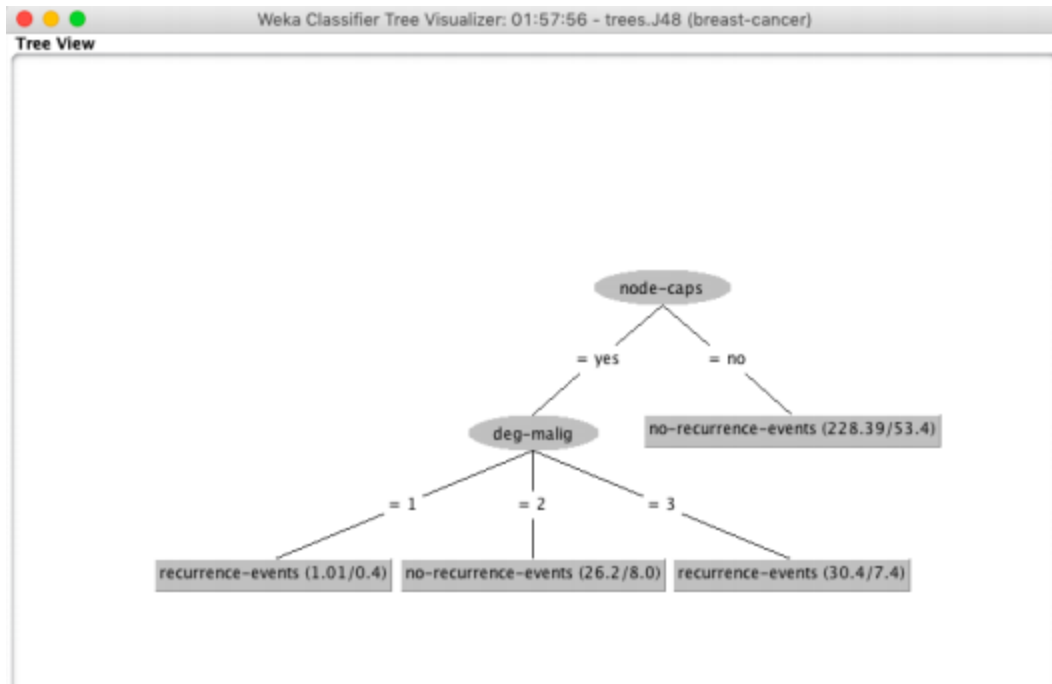 Weka Classifier Tree Visualizer: 01:57:56 - trees.J48 (breast-cancer)
Tree View
node-caps
= yes
= no
deg-malig
no-recurrence-events (228.39/53.4)
= 1
= 2
= 3
recurrence-events (1.01/0.4)
no-recurrence-events (26.2/8.0)
recurrence-events (30.4/7.4)